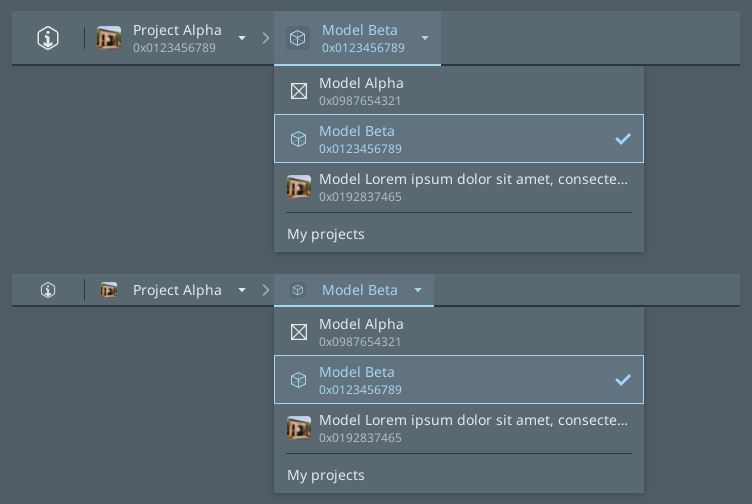 Project Alpha
0x0123456789
Model Beta
0x0123456789
Model Alpha
0x0987654321
Model Beta
0x0123456789
Model Lorem ipsum dolor sit amet, consecte...
0x0192837465
My projects
Project Alpha
Model Beta
Model Alpha
0x0987654321
Model Beta
0x0123456789
Model Lorem ipsum dolor sit amet, consecte...
0x0192837465
My projects